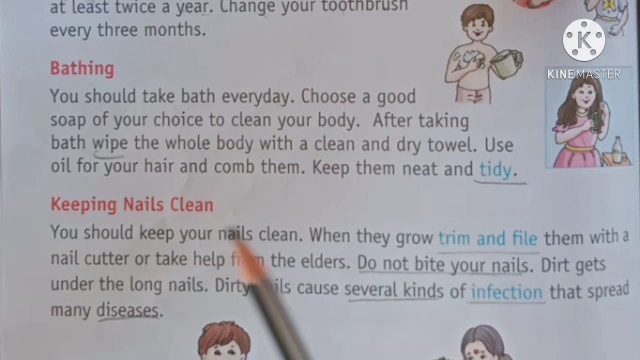 at least twice a year. Change your toothbrush
every three months.
Bathing
You should take bath everyday. Choose a good
soap of your choice to clean your body. After taking
bath wipe the whole body with a clean and dry towel. Use
oil for your hair and comb them. Keep them neat and tidy.
Keeping Nails Clean
You should keep your nails clean. When they grow trim and file them with a
nail cutter or take help the elders. Do not bite your nails. Dirt gets
under the long nails. Dirty cause several kinds of infection that spread
many diseases.
KINEMASTER